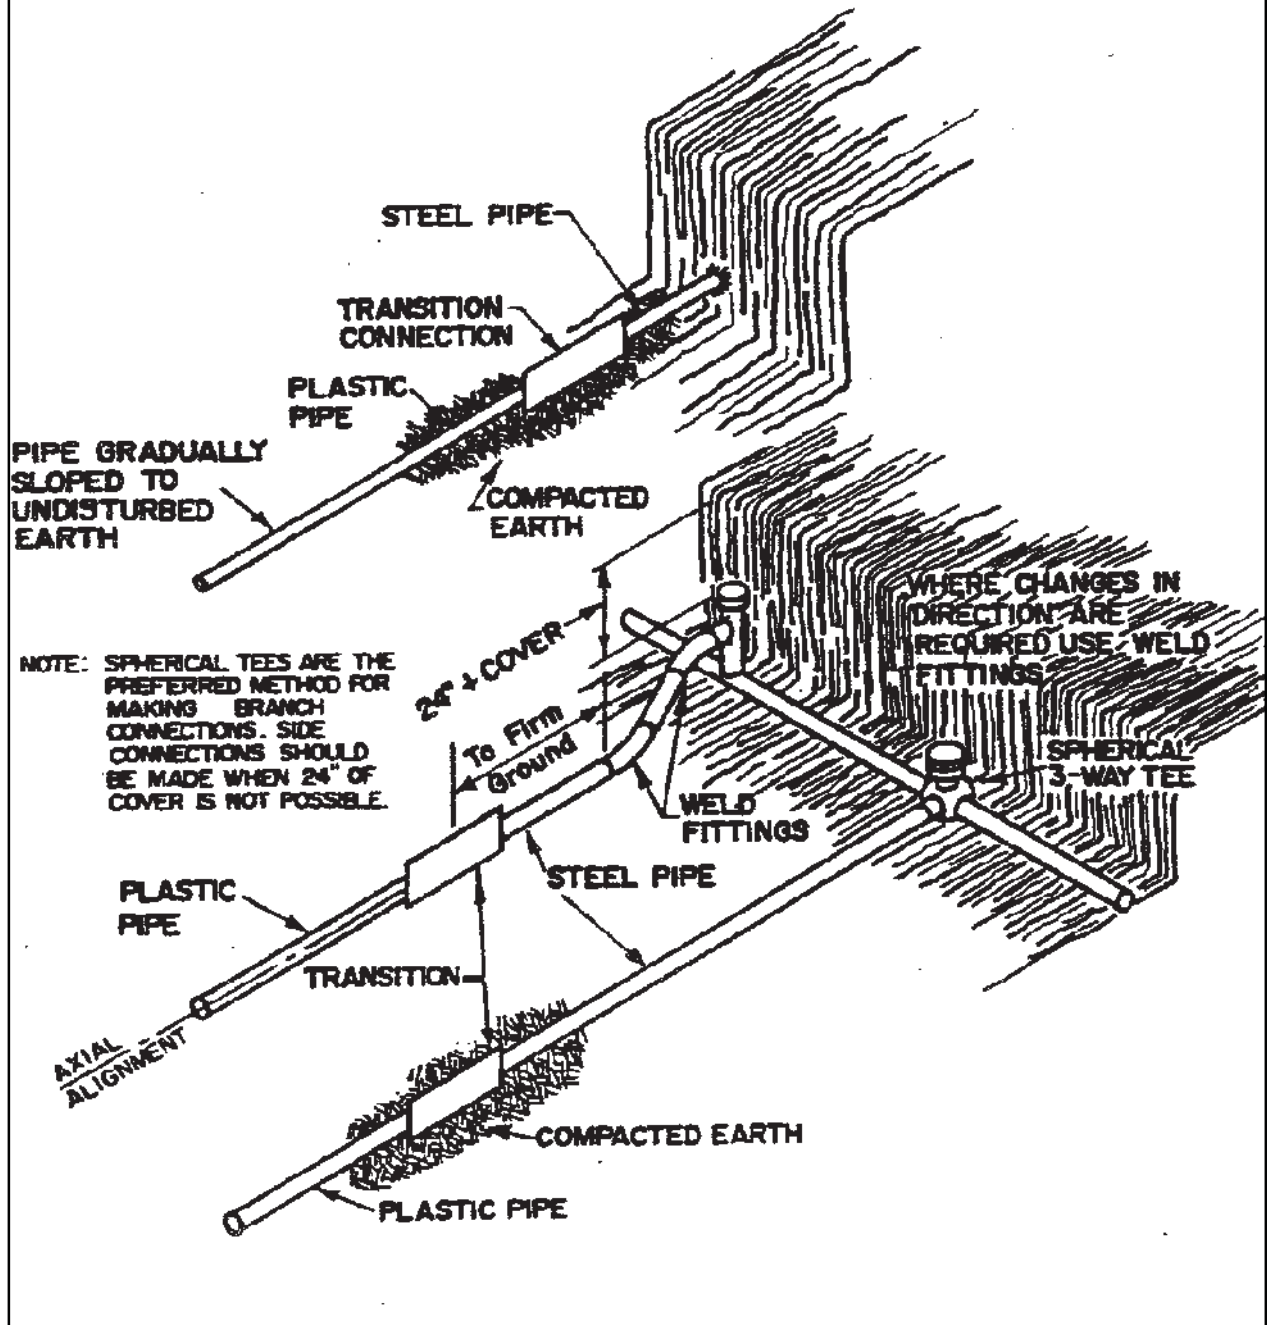 STEEL PIPE
TRANSITION
CONNECTION
PLASTIC
PIPE
PIPE GRADUALLY
SLOPED TO
UNDISTURBED
EARTH
COMPACTED
EARTH
WHERE CHANGES IN
DIRECTION ARE
REQUIRED USE WELD
FITTINGS
24" + COVER
NOTE: SPHERICAL TEES ARE THE
PREFERRED METHOD FOR
MAKING BRANCH
CONNECTIONS. SIDE
CONNECTIONS SHOULD
BE MADE WHEN 24" OF
COVER IS NOT POSSIBLE.
To Firm
Ground
SPHERICAL
3-WAY TEE
WELD
FITTINGS
STEEL PIPE
PLASTIC
PIPE
TRANSITION
AXIAL
ALIGNMENT
COMPACTED EARTH
PLASTIC PIPE